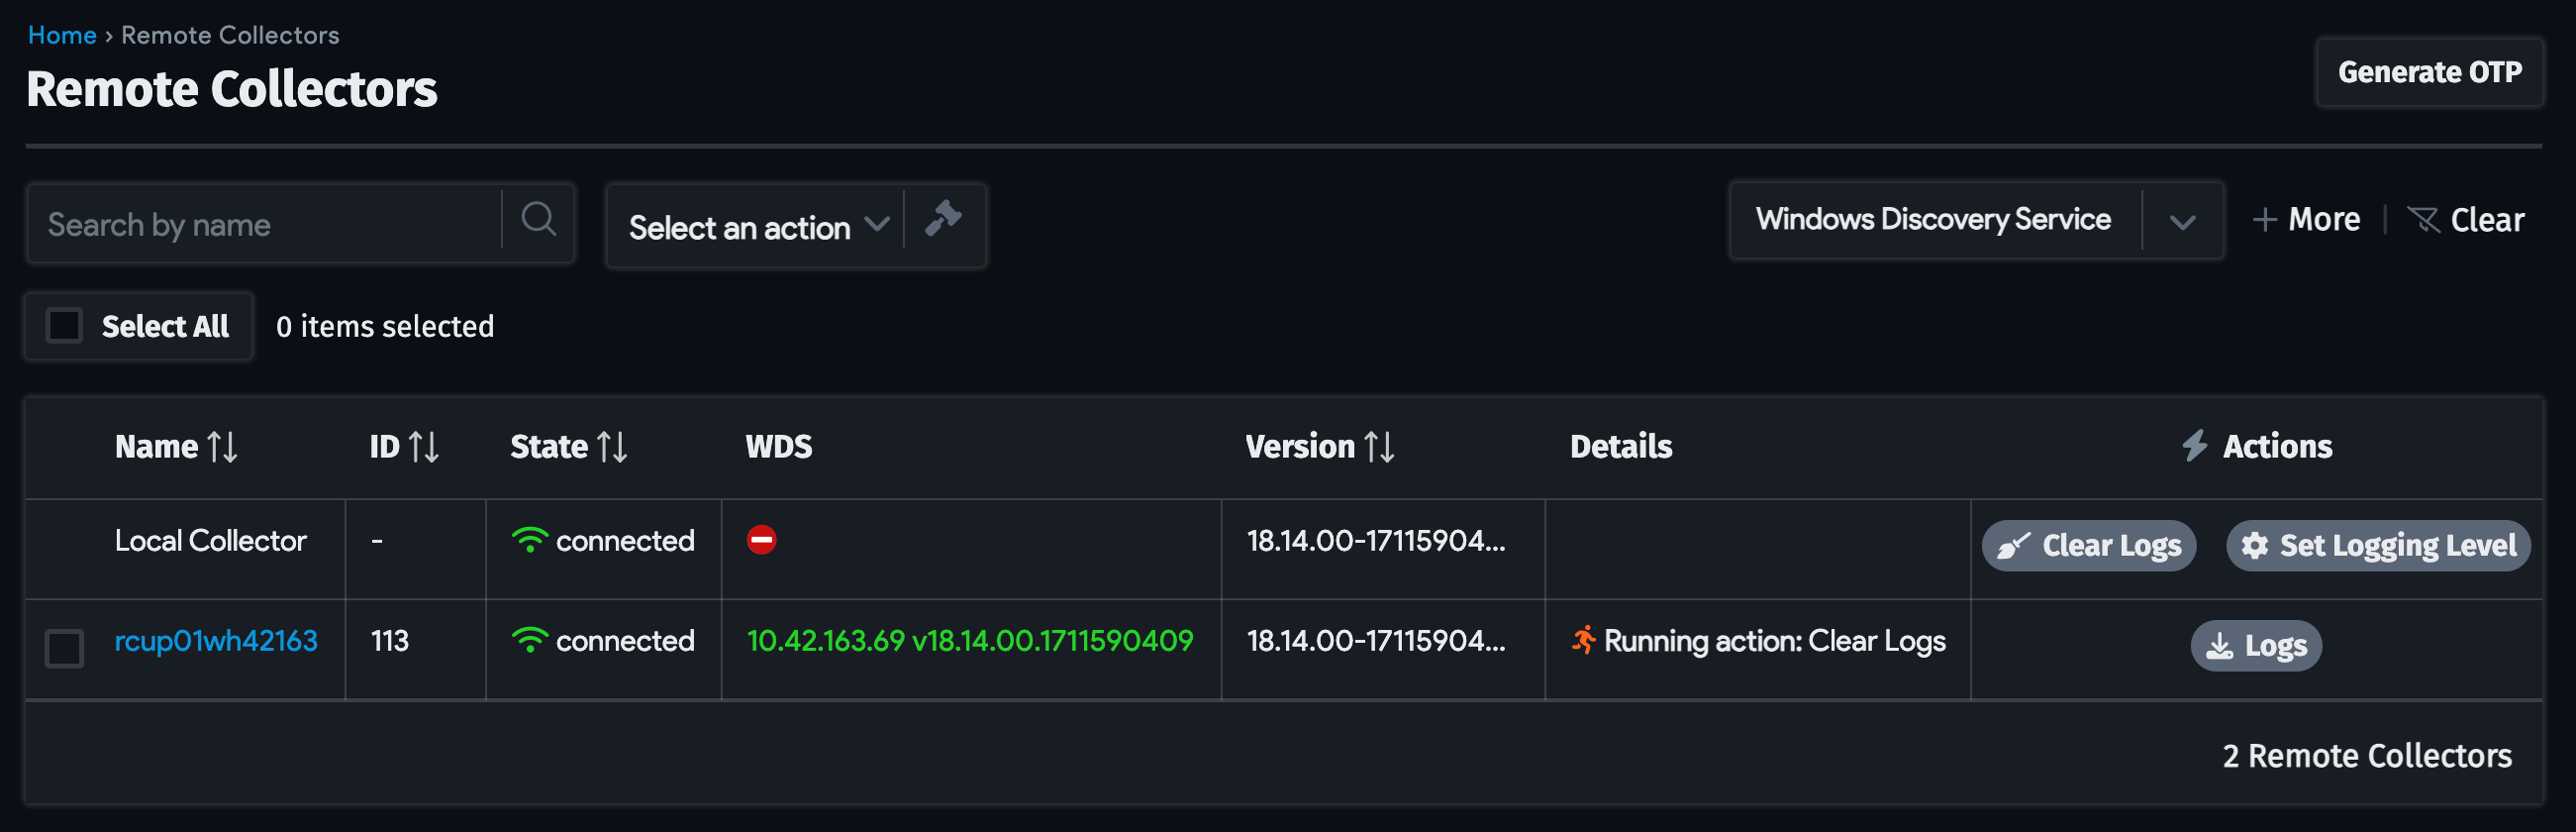 Home › Remote Collectors
Remote Collectors
Generate OTP
Search by name
Select an action
Windows Discovery Service
More
Clear
Select All
0 items selected
Name ID State WDS Version Details Actions
Local Collector - connected 18.14.00-17115904... Clear Logs Set Logging Level
rcup01wh42163 113 connected 10.42.163.69 v18.14.00.1711590409 18.14.00-17115904... Running action: Clear Logs Logs
2 Remote Collectors